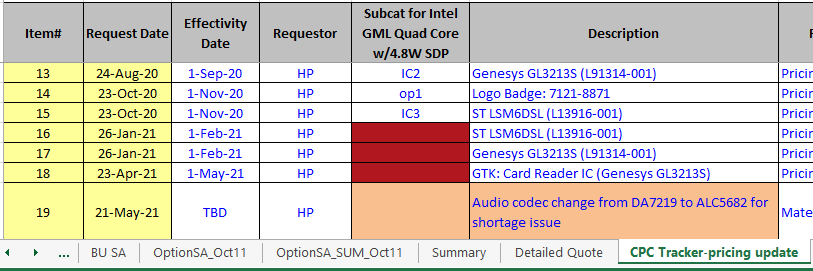 Item# Request Date Effectivity Date Requestor Subcat for Intel GML Quad Core w/4.8W SDP Description
13 24-Aug-20 1-Sep-20 HP IC2 Genesys GL3213S (L91314-001) Pricin
14 23-Oct-20 1-Nov-20 HP op1 Logo Badge: 7121-8871 Pricin
15 23-Oct-20 1-Nov-20 HP IC3 ST LSM6DSL (L13916-001) Pricin
16 26-Jan-21 1-Feb-21 HP ST LSM6DSL (L13916-001) Pricin
17 26-Jan-21 1-Feb-21 HP Genesys GL3213S (L91314-001) Pricin
18 23-Apr-21 1-May-21 HP GTK: Card Reader IC (Genesys GL3213S) Pricin
19 21-May-21 TBD HP Audio codec change from DA7219 to ALC5682 for shortage issue Mate
... BU SA OptionSA_Oct11 OptionSA_SUM_Oct11 Summary Detailed Quote CPC Tracker-pricing update